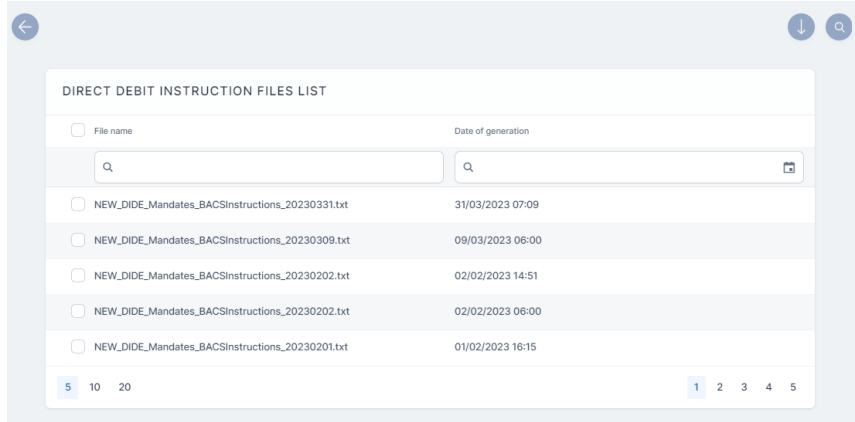 DIRECT DEBIT INSTRUCTION FILES LIST
File name Date of generation
NEW_DIDE_Mandates_BACSInstructions_20230331.txt 31/03/2023 07:09
NEW_DIDE_Mandates_BACSInstructions_20230309.txt 09/03/2023 06:00
NEW_DIDE_Mandates_BACSInstructions_20230202.txt 02/02/2023 14:51
NEW_DIDE_Mandates_BACSInstructions_20230202.txt 02/02/2023 06:00
NEW_DIDE_Mandates_BACSInstructions_20230201.txt 01/02/2023 16:15
5 10 20 1 2 3 4 5